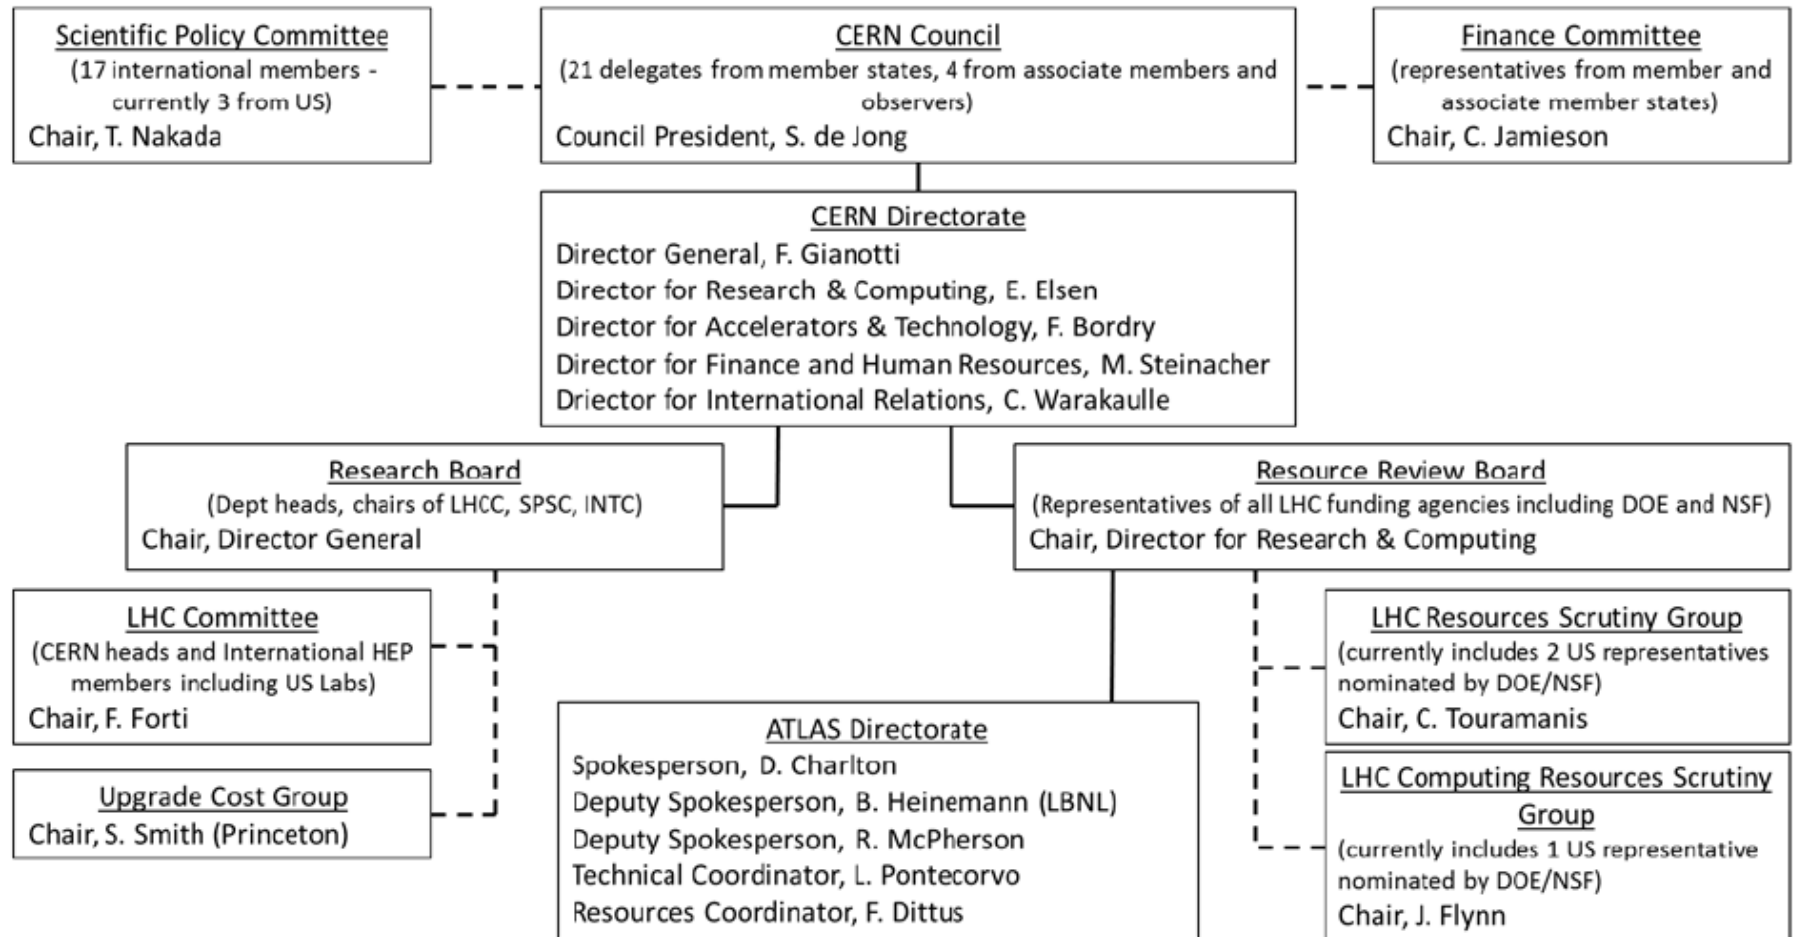 Scientific Policy Committee
(17 international members -
currently 3 from US)
Chair, T. Nakada
CERN Council
(21 delegates from member states, 4 from associate members and
observers)
Council President, S. de Jong
Finance Committee
(representatives from member and
associate member states)
Chair, C. Jamieson
CERN Directorate
Director General, F. Gianotti
Director for Research & Computing, E. Elsen
Director for Accelerators & Technology, F. Bordry
Director for Finance and Human Resources, M. Steinacher
Driector for International Relations, C. Warakaulle
Research Board
(Dept heads, chairs of LHCC, SPSC, INTC)
Chair, Director General
Resource Review Board
(Representatives of all LHC funding agencies including DOE and NSF)
Chair, Director for Research & Computing
LHC Committee
(CERN heads and International HEP
members including US Labs)
Chair, F. Forti
Upgrade Cost Group
Chair, S. Smith (Princeton)
ATLAS Directorate
Spokesperson, D. Charlton
Deputy Spokesperson, B. Heinemann (LBNL)
Deputy Spokesperson, R. McPherson
Technical Coordinator, L. Pontecorvo
Resources Coordinator, F. Dittus
LHC Resources Scrutiny Group
(currently includes 2 US representatives
nominated by DOE/NSF)
Chair, C. Touramanis
LHC Computing Resources Scrutiny
Group
(currently includes 1 US representative
nominated by DOE/NSF)
Chair, J. Flynn